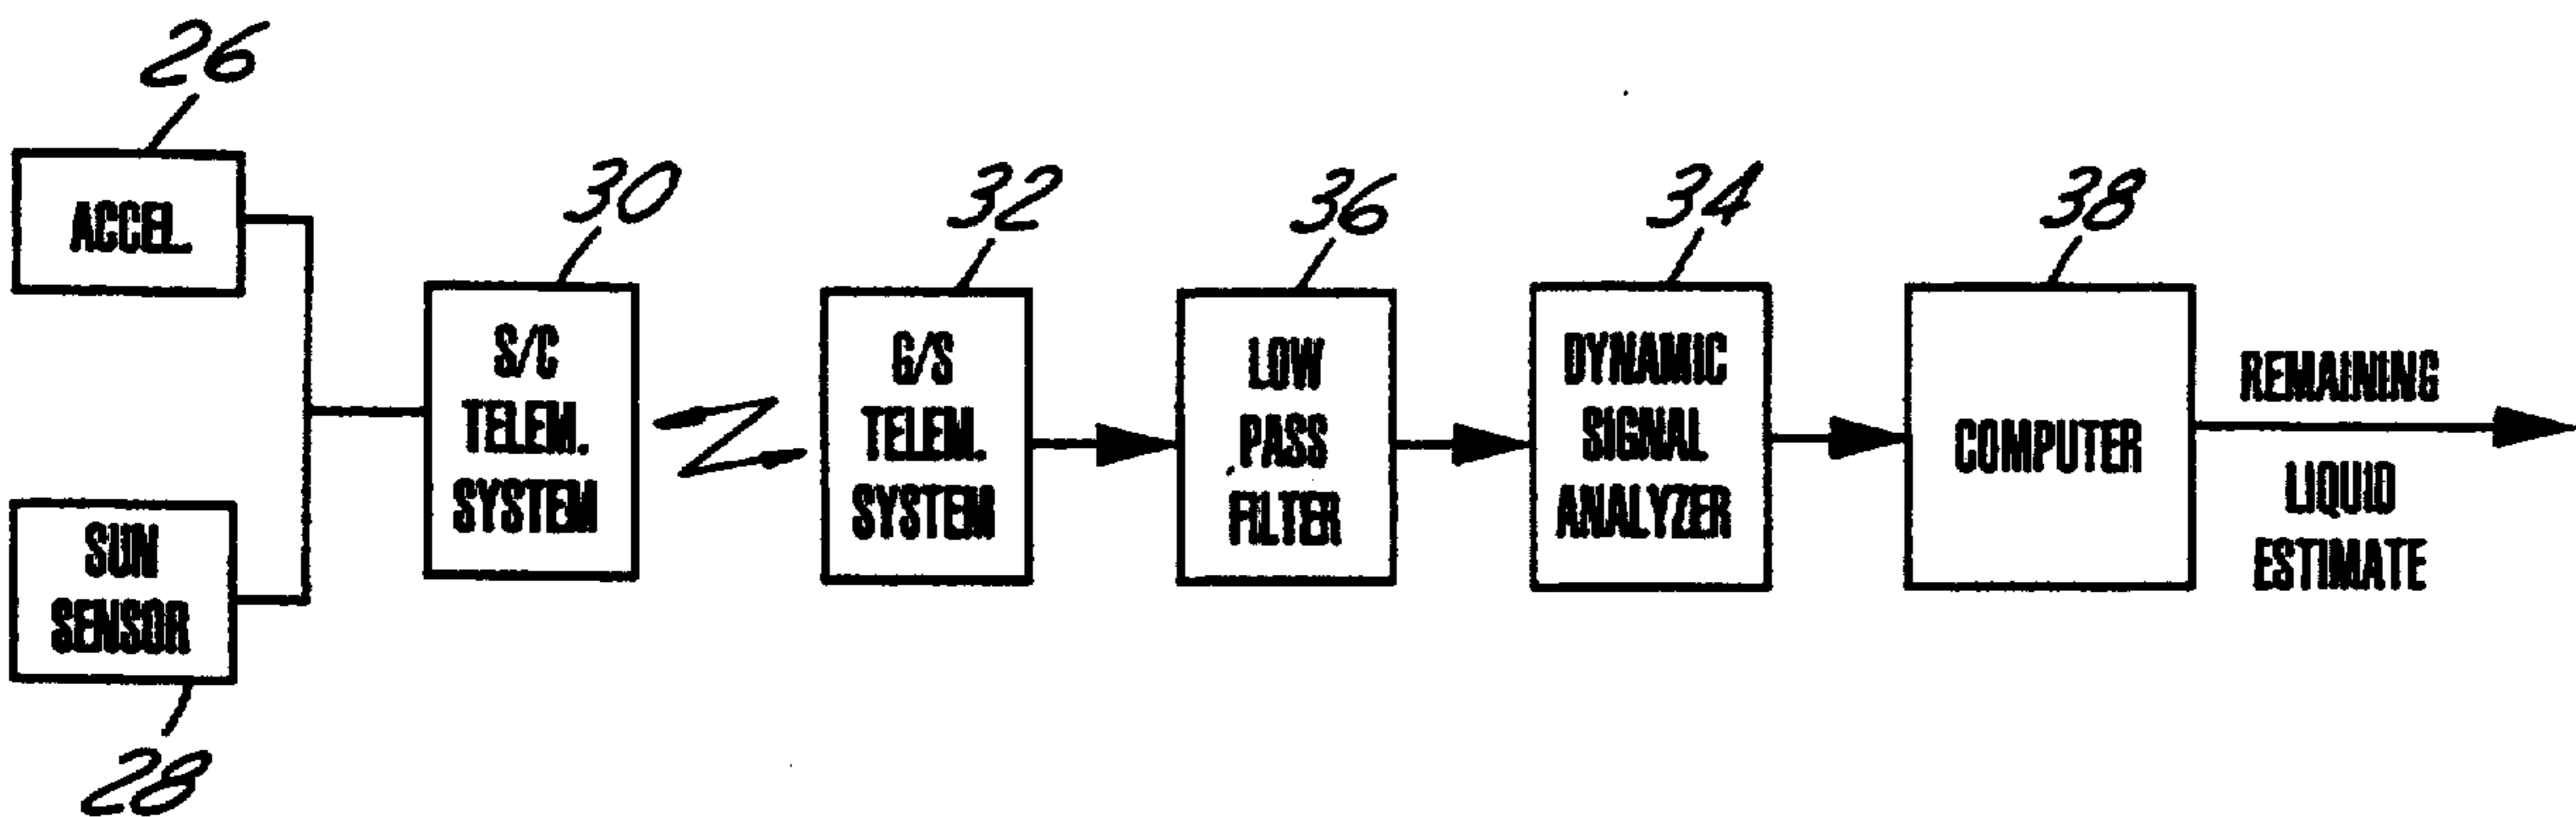 26
ACCEL.
30
S/C
TELEM.
SYSTEM
32
G/S
TELEM.
SYSTEM
36
LOW
PASS
FILTER
34
DYNAMIC
SIGNAL
ANALYZER
38
COMPUTER
REMAINING
LIQUID
ESTIMATE
SUN
SENSOR
28